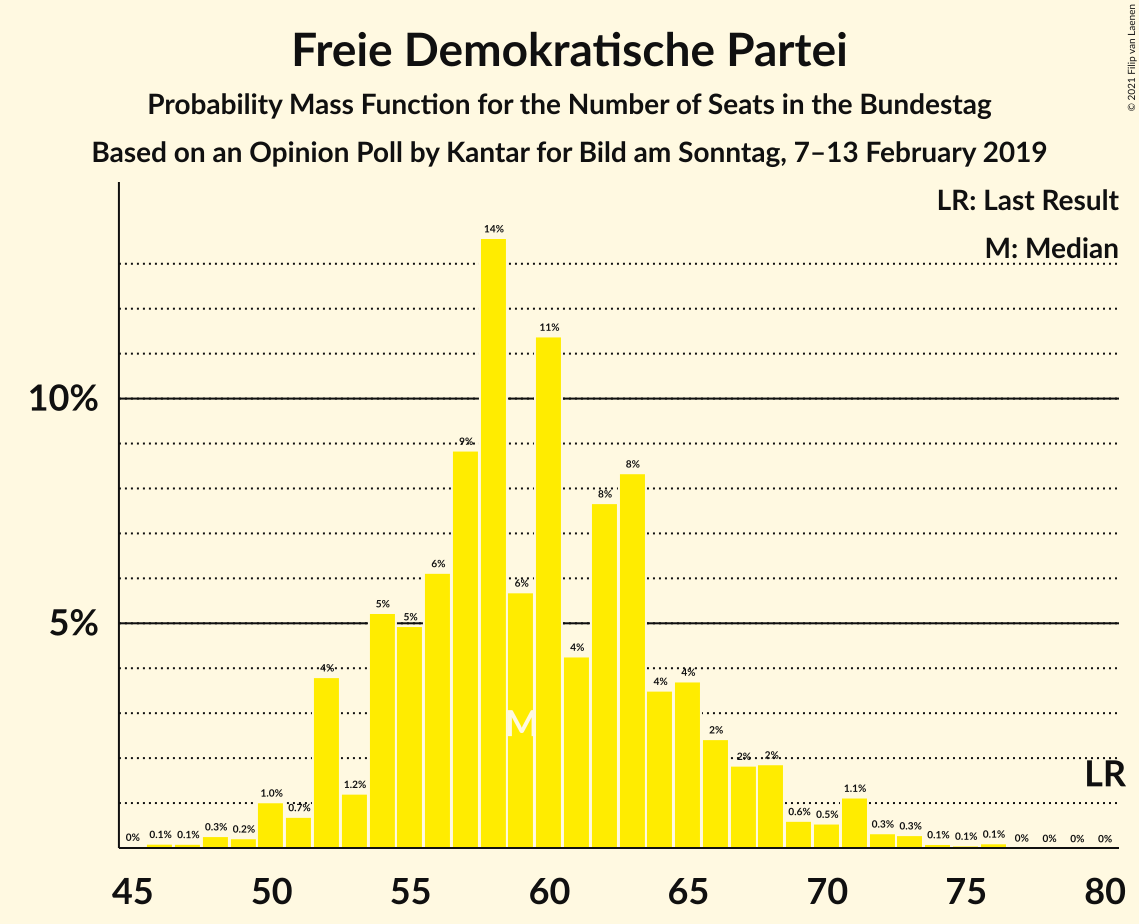 Freie Demokratische Partei
Probability Mass Function for the Number of Seats in the Bundestag
Based on an Opinion Poll by Kantar for Bild am Sonntag, 7–13 February 2019
© 2021 Filip van Laenen
LR: Last Result
M: Median
10%
5%
0% 0.1% 0.1% 0.3% 0.2% 1.0% 0.7% 4% 1.2% 5% 5% 6% 9% 14% 6% 11% 4% 8% 8% 4% 4% 2% 2% 2% 0.6% 0.5% 1.1% 0.3% 0.3% 0.1% 0.1% 0.1% 0% 0% 0% 0%
M
LR
45 50 55 60 65 70 75 80